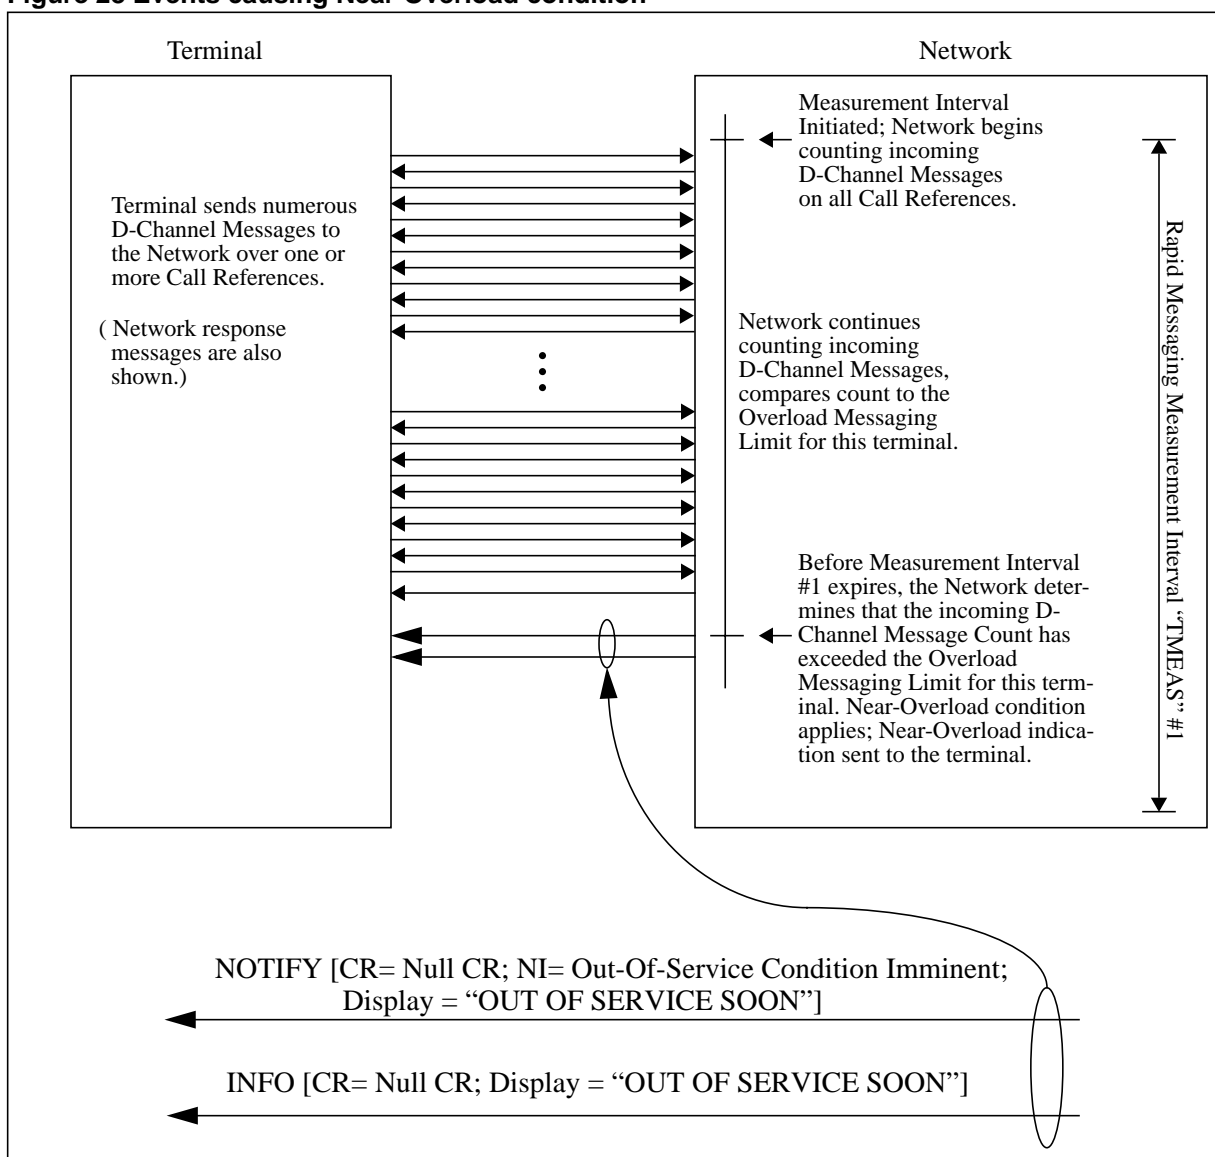 Figure 28 Events causing Near-Overload condition
Terminal
Network
Measurement Interval
Initiated; Network begins
counting incoming
D-Channel Messages
on all Call References.
Terminal sends numerous
D-Channel Messages to
the Network over one or
more Call References.
( Network response
messages are also
shown.)
Network continues
counting incoming
D-Channel Messages,
compares count to the
Overload Messaging
Limit for this terminal.
Before Measurement Interval
#1 expires, the Network deter-
mines that the incoming D-
Channel Message Count has
exceeded the Overload
Messaging Limit for this term-
inal. Near-Overload condition
applies; Near-Overload indica-
tion sent to the terminal.
Rapid Messaging Measurement Interval “TMEAS” #1
NOTIFY [CR= Null CR; NI= Out-Of-Service Condition Imminent;
Display = “OUT OF SERVICE SOON”]
INFO [CR= Null CR; Display = “OUT OF SERVICE SOON”]